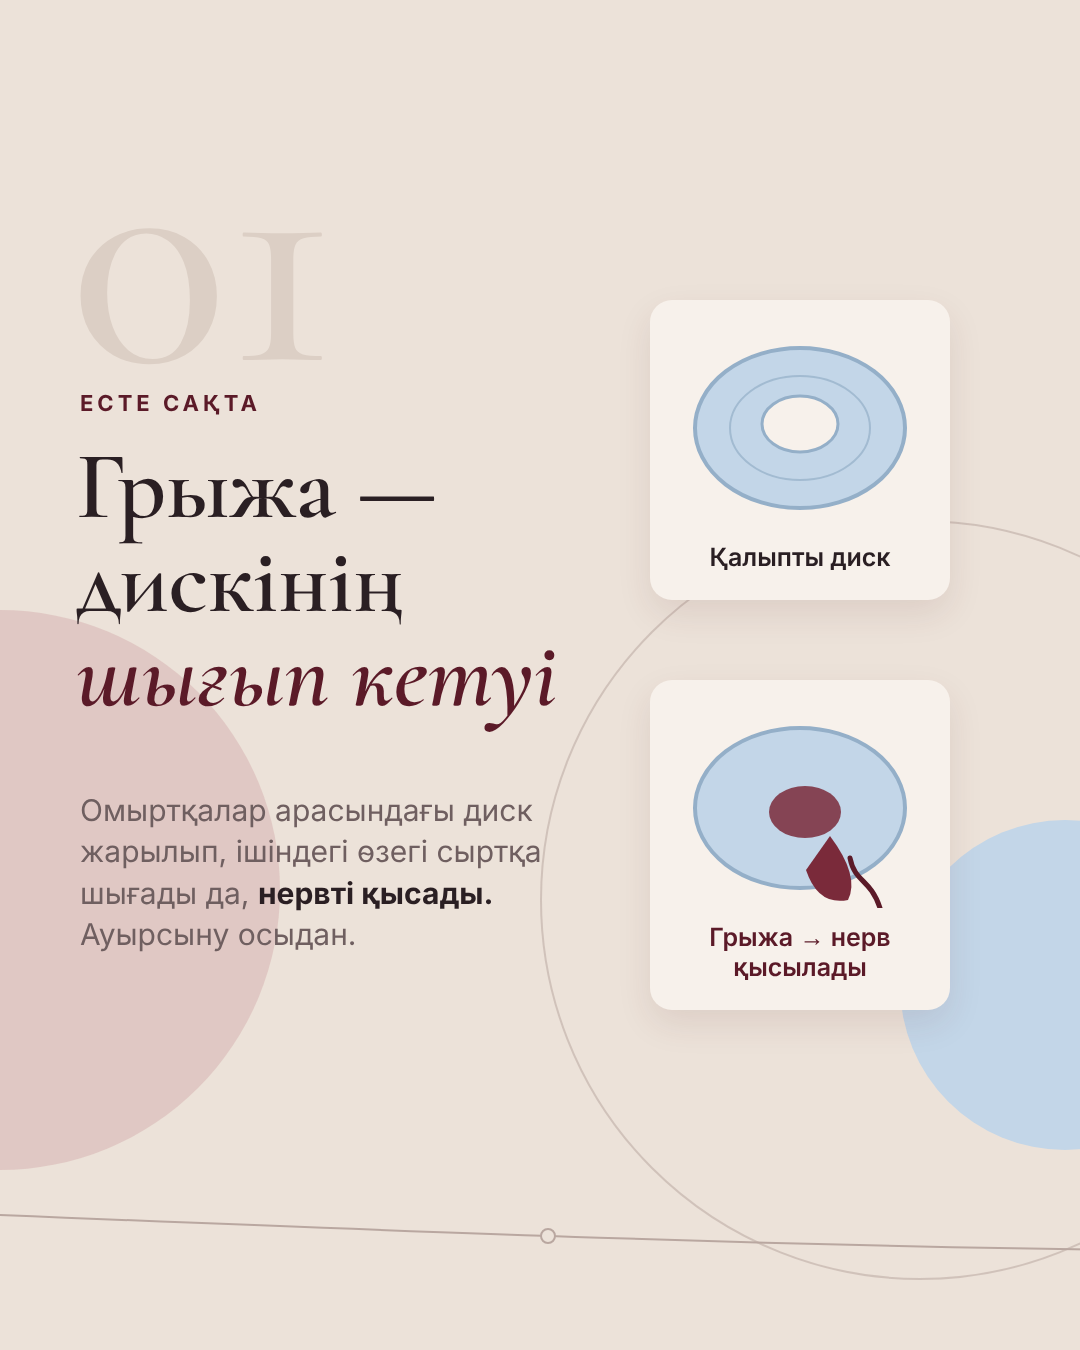 01
ЕСТЕ САҚТА
Грыжа —
дискінің
шығып кетуі
Омыртқалар арасындағы диск
жарылып, ішіндегі өзегі сыртқа
шығады да, нервті қысады.
Ауырсыну осыдан.
Қалыпты диск
Грыжа → нерв
қысылады